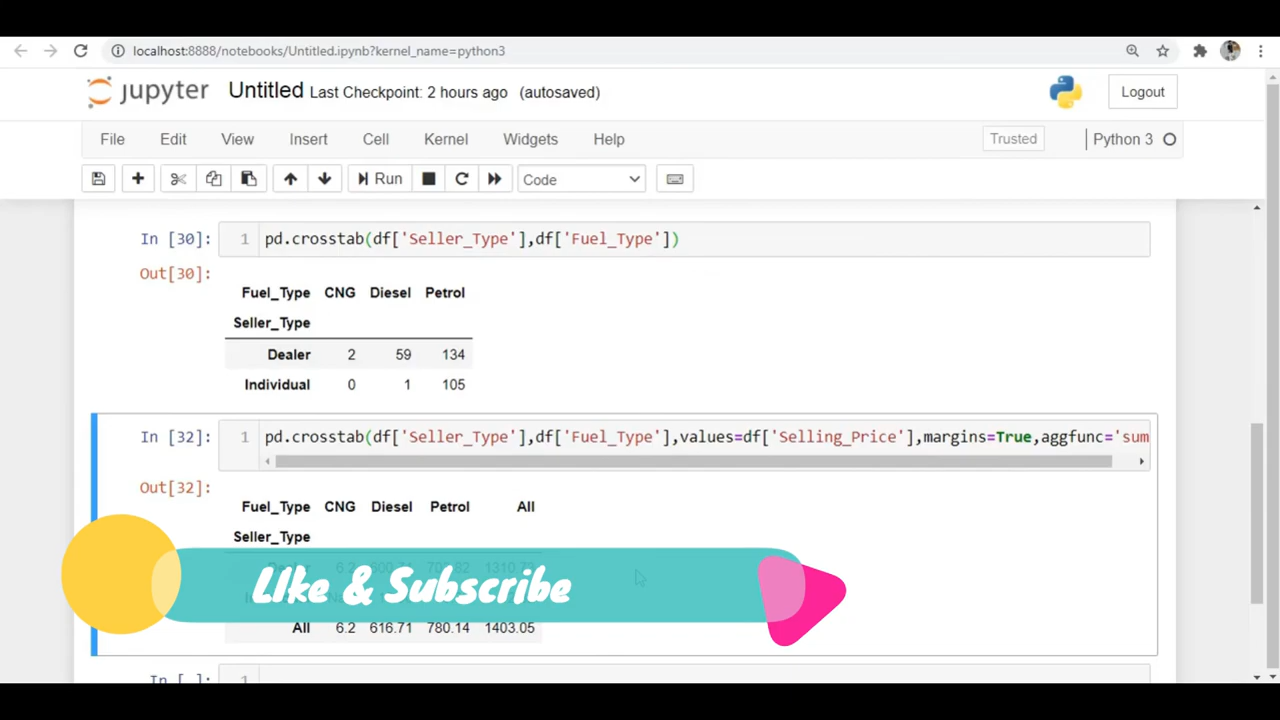 localhost:8888/notebooks/Untitled.ipynb?kernel_name=python3
jupyter Untitled Last Checkpoint: 2 hours ago (autosaved) Logout
File Edit View Insert Cell Kernel Widgets Help Trusted Python 3
Run Code
In [30]: 1 pd.crosstab(df['Seller_Type'],df['Fuel_Type'])
Out[30]:
Fuel_Type CNG Diesel Petrol
Seller_Type
Dealer 2 59 134
Individual 0 1 105
In [32]: 1 pd.crosstab(df['Seller_Type'],df['Fuel_Type'],values=df['Selling_Price'],margins=True,aggfunc='sum
Out[32]:
Fuel_Type CNG Diesel Petrol All
Seller_Type
LIke & Subscribe
All 6.2 616.71 780.14 1403.05
In [ ]: 1